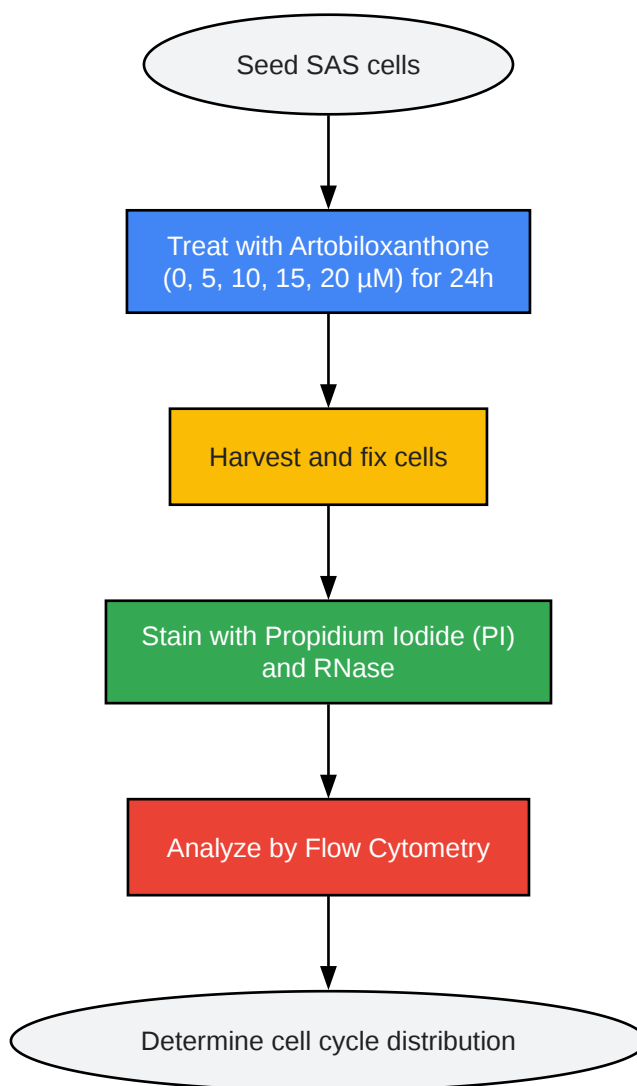 Seed SAS cells
Treat with Artobiloxanthone
(0, 5, 10, 15, 20 µM) for 24h
Harvest and fix cells
Stain with Propidium Iodide (PI)
and RNase
Analyze by Flow Cytometry
Determine cell cycle distribution